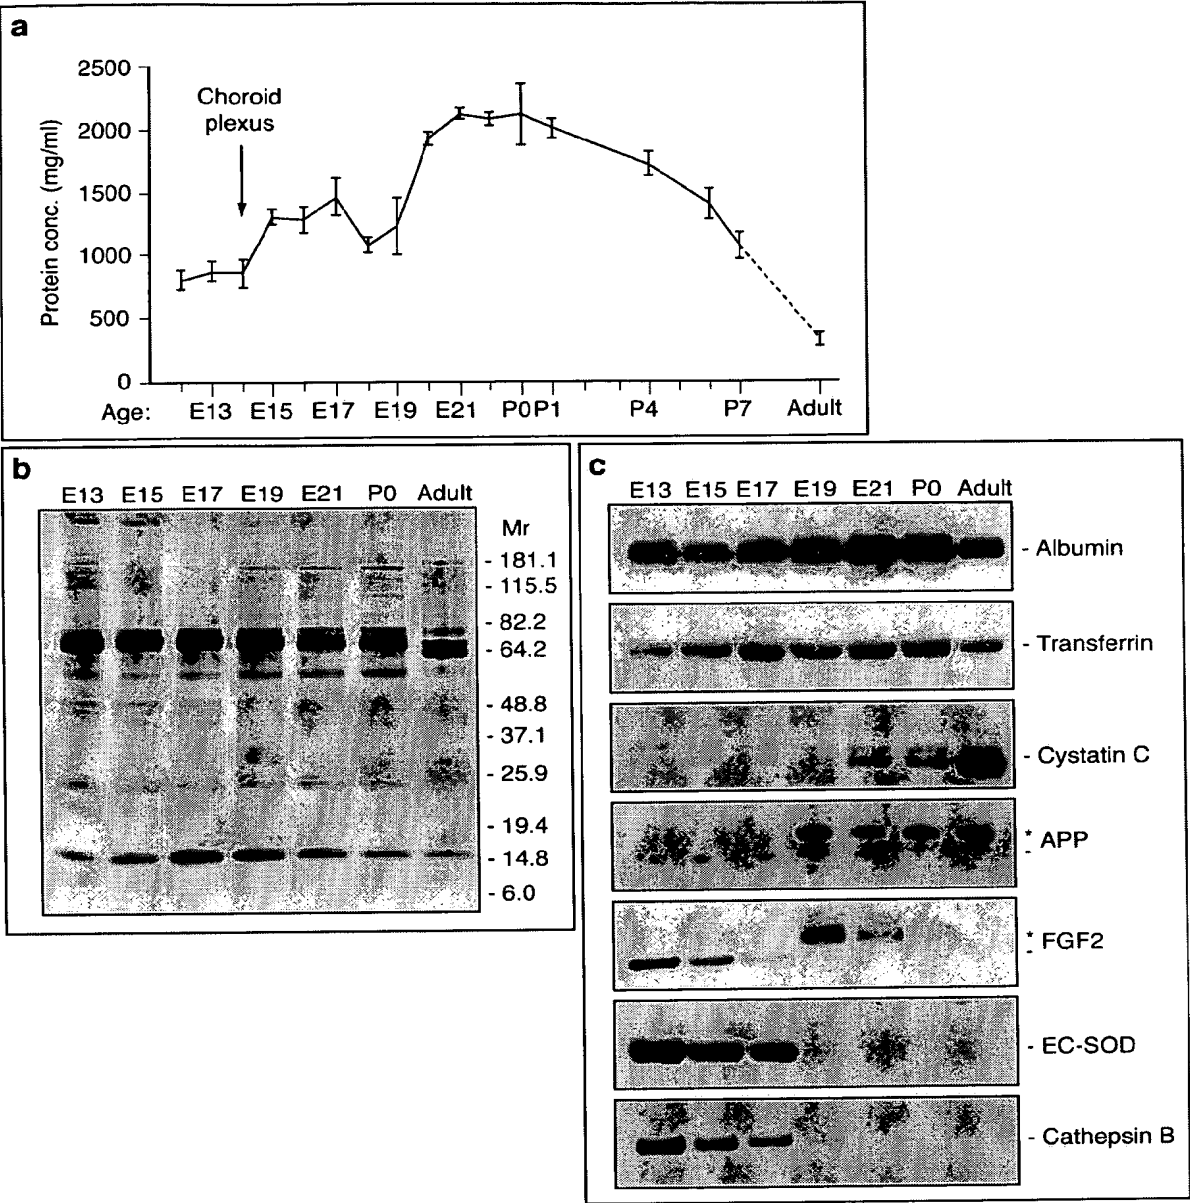 a
Protein conc. (mg/ml)
2500
2000
1500
1000
500
0
Choroid
plexus
Age: E13 E15 E17 E19 E21 P0 P1 P4 P7 Adult
b
E13 E15 E17 E19 E21 P0 Adult
Mr
- 181.1
- 115.5
- 82.2
- 64.2
- 48.8
- 37.1
- 25.9
- 19.4
- 14.8
- 6.0
c
E13 E15 E17 E19 E21 P0 Adult
- Albumin
- Transferrin
- Cystatin C
*
- APP
*
- FGF2
- EC-SOD
- Cathepsin B